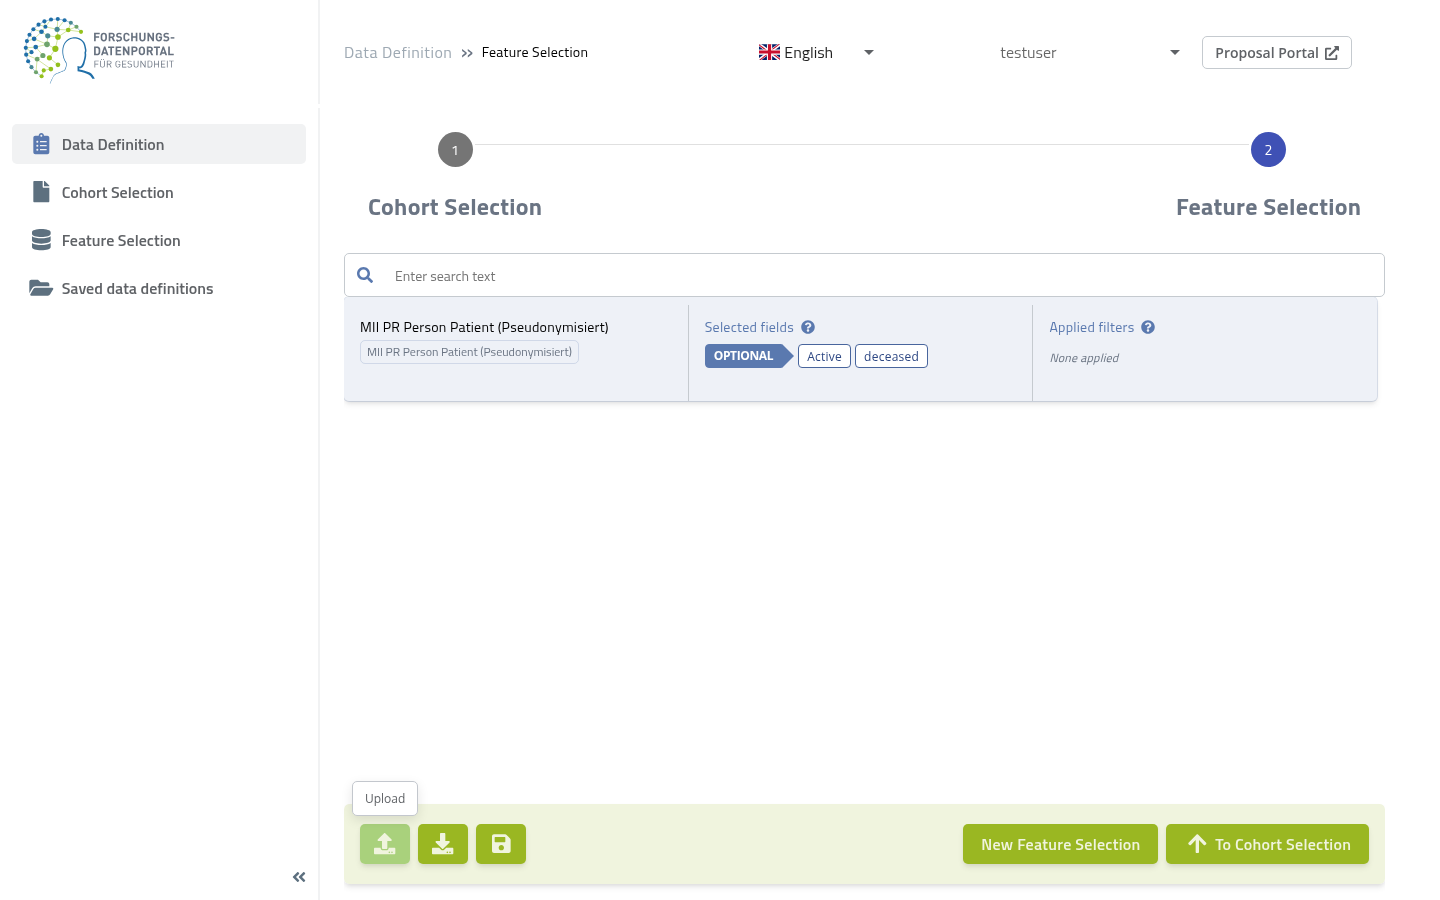 FORSCHUNGS-
DATENPORTAL
FÜR GESUNDHEIT
Data Definition » Feature Selection
English
testuser
Proposal Portal
Data Definition
Cohort Selection
Feature Selection
Saved data definitions
1
2
Cohort Selection
Feature Selection
Enter search text
MII PR Person Patient (Pseudonymisiert)
MII PR Person Patient (Pseudonymisiert)
Selected fields
OPTIONAL Active deceased
Applied filters
None applied
Upload
New Feature Selection
To Cohort Selection